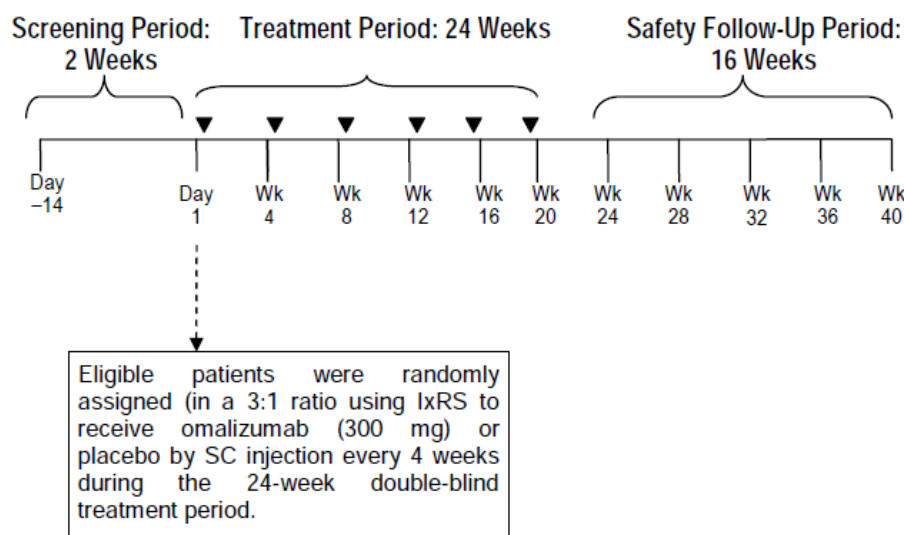 Screening Period:
2 Weeks
Treatment Period: 24 Weeks
Safety Follow-Up Period:
16 Weeks
Day
–14
Day
1
Wk
4
Wk
8
Wk
12
Wk
16
Wk
20
Wk
24
Wk
28
Wk
32
Wk
36
Wk
40
Eligible patients were randomly
assigned (in a 3:1 ratio using IxRS to
receive omalizumab (300 mg) or
placebo by SC injection every 4 weeks
during the 24-week double-blind
treatment period.